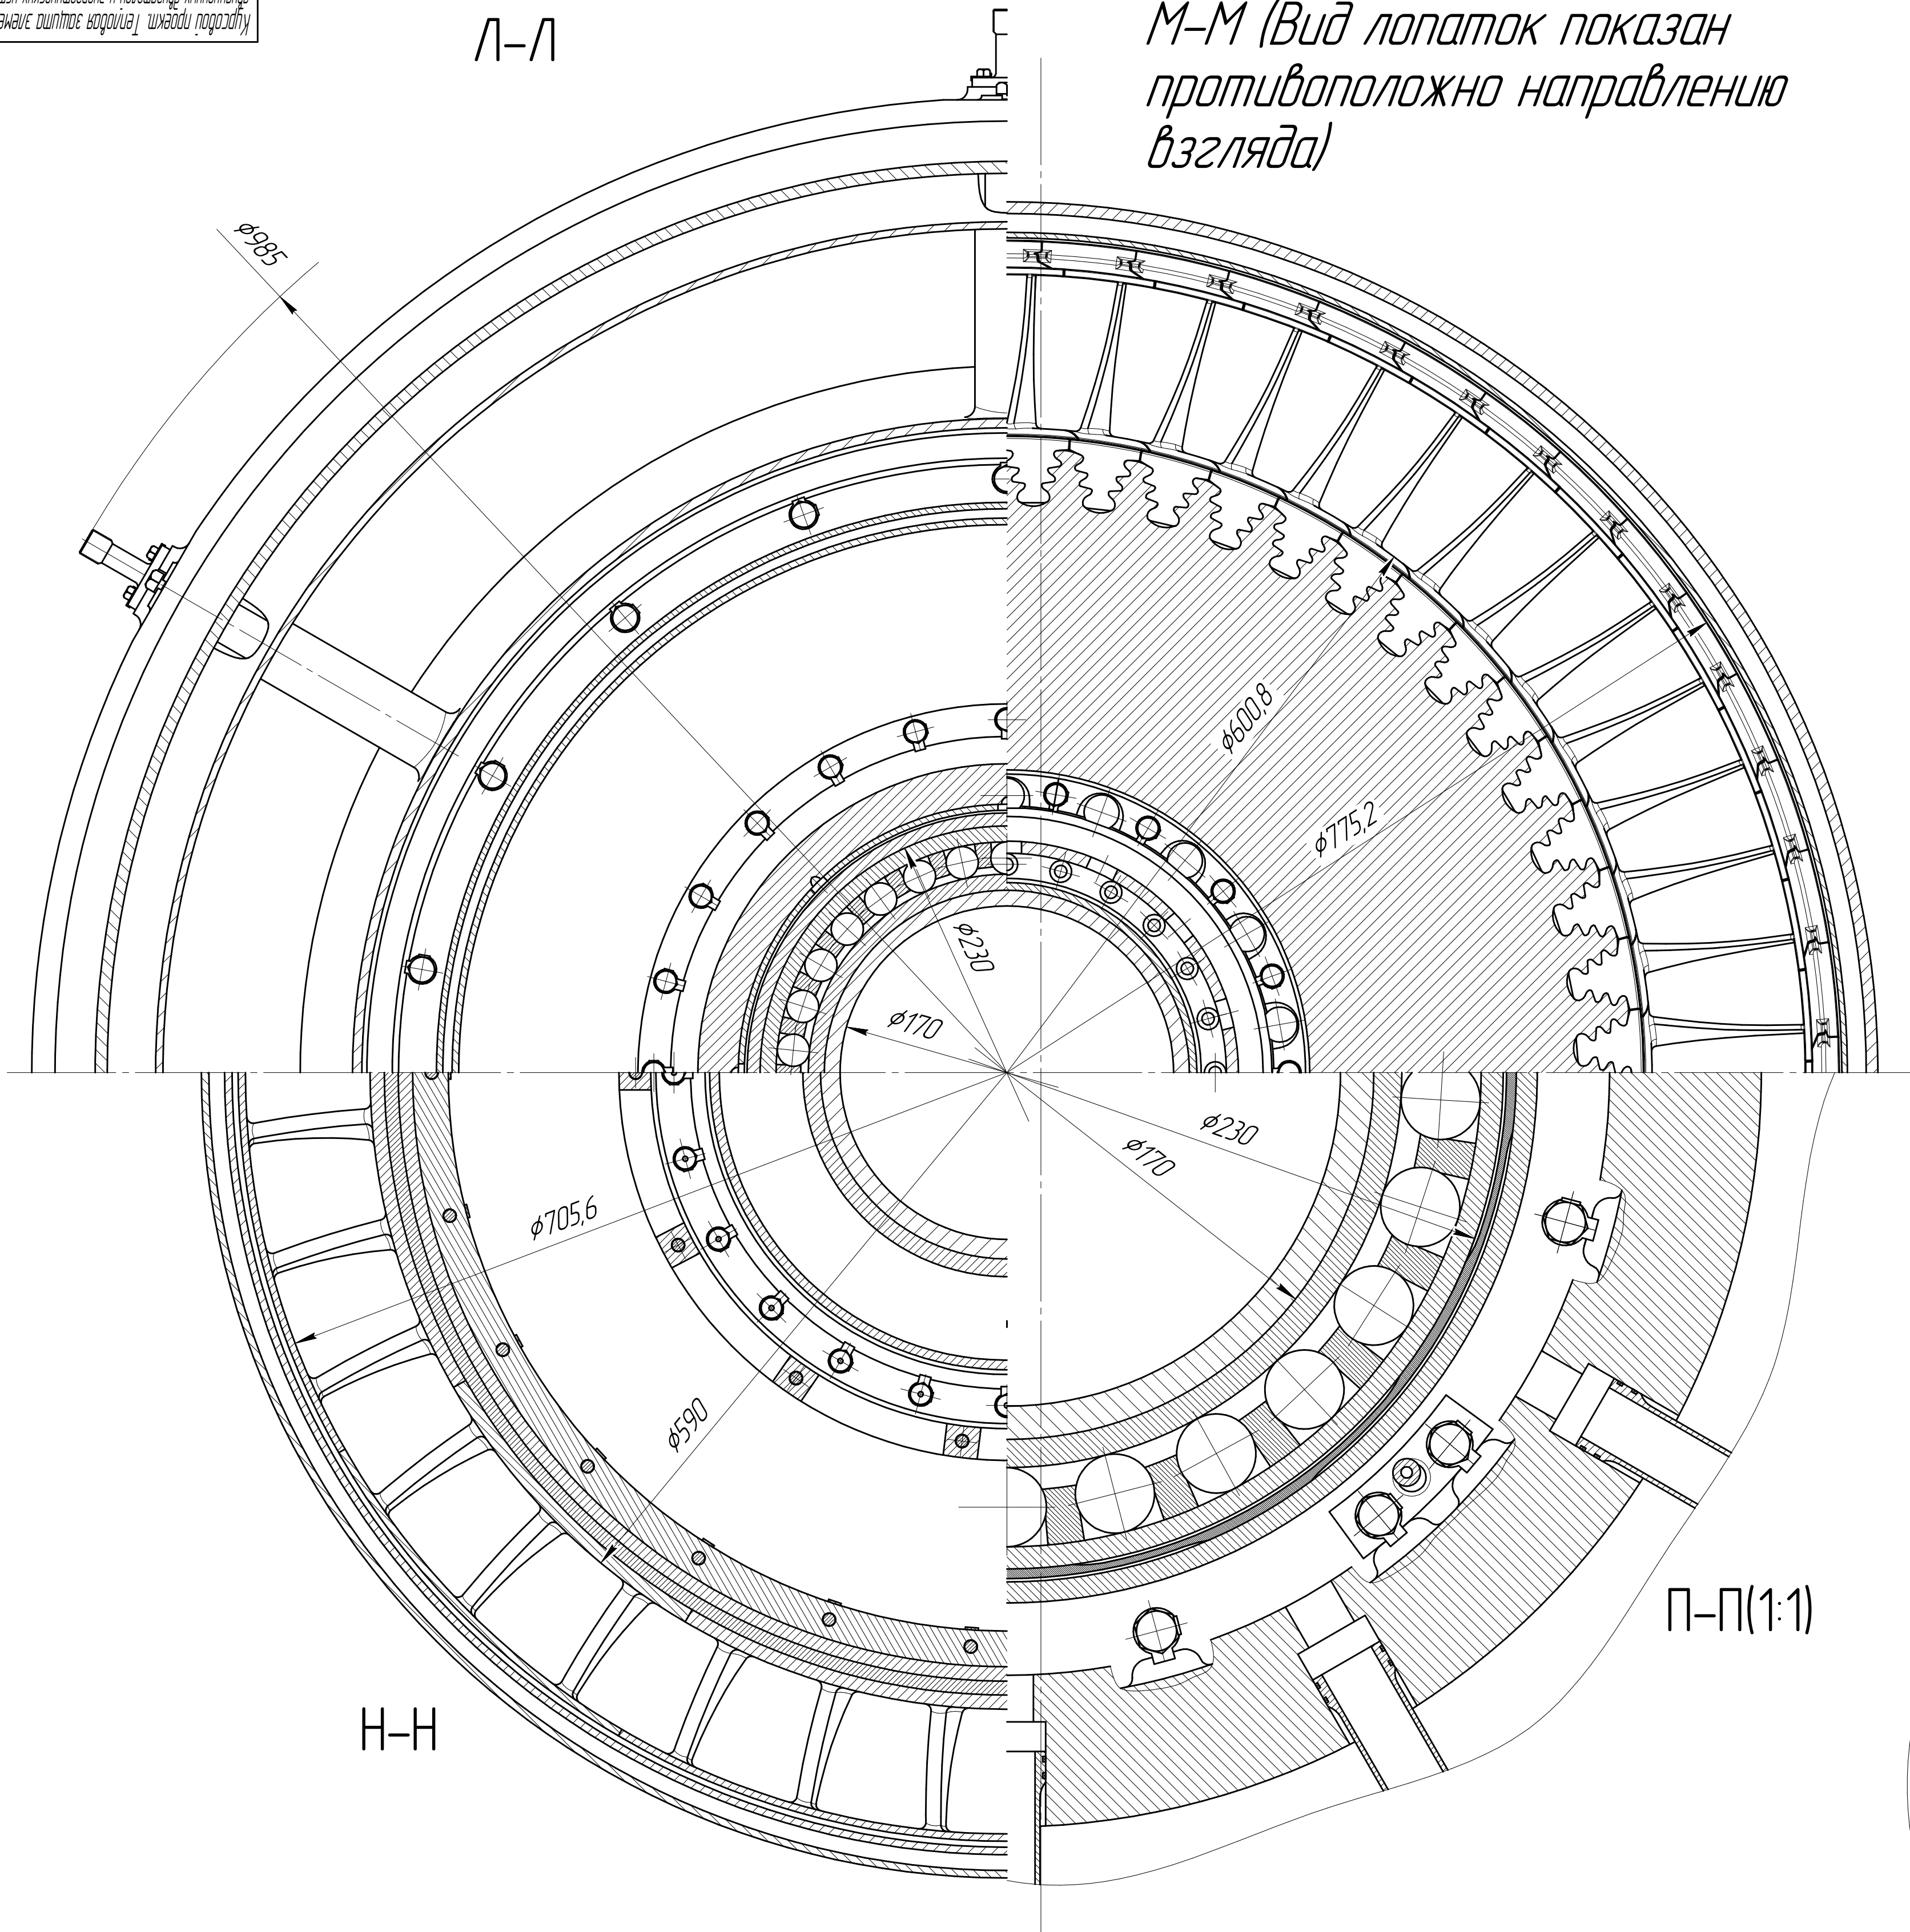 Курсовой проект. Тепловая защита
Л–Л
М–М (Вид лопаток показан
противоположно направлению
взгляда)
⌀985
⌀600,8
⌀775,2
⌀230
⌀170
⌀230
⌀170
⌀705,6
⌀590
П–П(1:1)
Н–Н